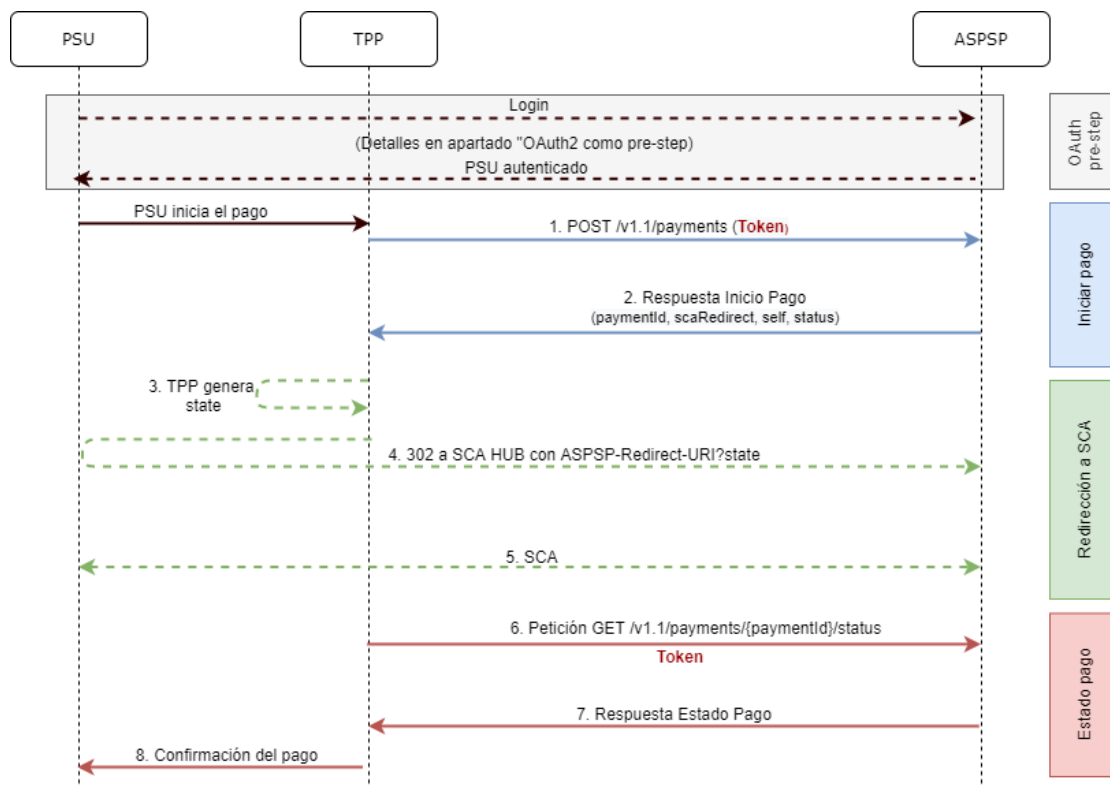 PSU
TPP
ASPSP
Login
(Detalles en apartado "OAuth2 como pre-step)
PSU autenticado
OAuth
pre-step
PSU inicia el pago
1. POST /v1.1/payments (Token)
2. Respuesta Inicio Pago
(paymentId, scaRedirect, self, status)
Iniciar pago
3. TPP genera
state
4. 302 a SCA HUB con ASPSP-Redirect-URI?state
5. SCA
Redirección a SCA
6. Petición GET /v1.1/payments/{paymentId}/status
Token
7. Respuesta Estado Pago
8. Confirmación del pago
Estado pago